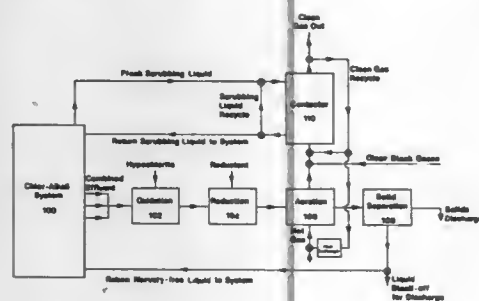 Clean
Gas Out
Clean Gas
Recycle
Fresh Scrubbing Liquid
Scrubbing
Liquid
Recycle
Contactor
110
Return Scrubbing Liquid to System
Clear Stack Gases
Hypochlorite
Reductant
Chlor-Alkali
System
100
Combined
Effluent
Oxidation
102
Reduction
104
Aeration
106
Solid
Separation
108
Solids
Discharge
Hot
Gas
Return Mercury-free Liquid to System
Liquid
Bleed-off
for Discharge